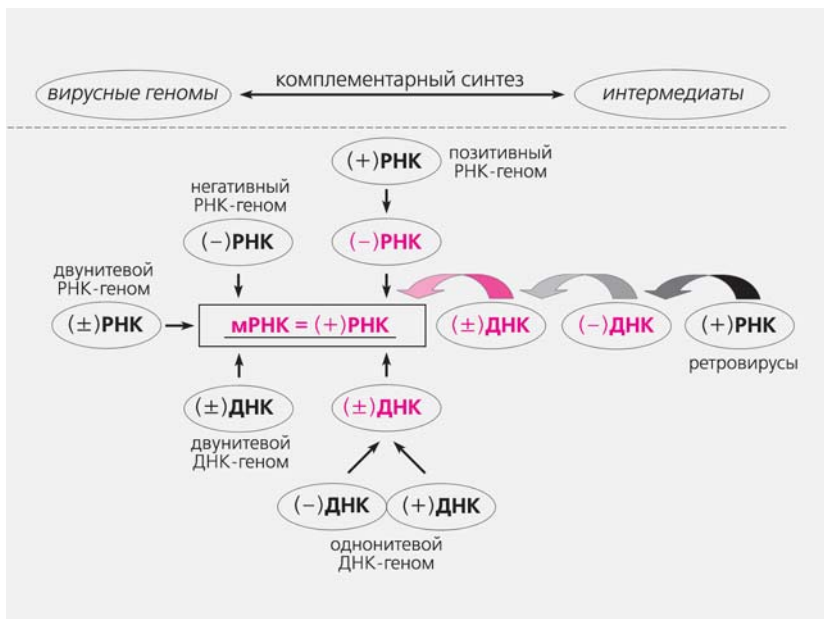 комплементарный синтез
вирусные геномы
интермедиаты
(+)РНК
позитивный
РНК-геном
негативный
РНК-геном
(−)РНК
(−)РНК
двунитевой
РНК-геном
(±)РНК
мРНК = (+)РНК
(±)ДНК
(−)ДНК
(+)РНК
ретровирусы
(±)ДНК
(±)ДНК
двунитевой
ДНК-геном
(−)ДНК
(+)ДНК
однонитевой
ДНК-геном